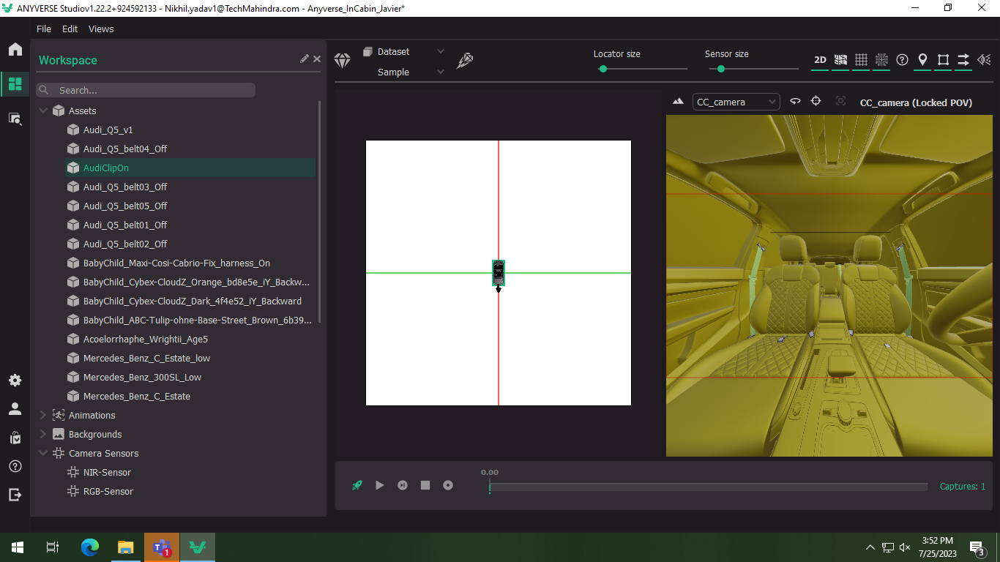 ANYVERSE Studiov1.22.2+924592133 - Nikhil.yadav1@TechMahindra.com - Anyverse_InCabin_Javier*
File Edit Views
Workspace
Search...
Assets
Audi_Q5_v1
Audi_Q5_belt04_Off
AudiClipOn
Audi_Q5_belt03_Off
Audi_Q5_belt05_Off
Audi_Q5_belt01_Off
Audi_Q5_belt02_Off
BabyChild_Maxi-Cosi-Cabrio-Fix_harness_On
BabyChild_Cybex-CloudZ_Orange_bd8e5e_iY_Backw...
BabyChild_Cybex-CloudZ_Dark_4f4e52_iY_Backward
BabyChild_ABC-Tulip-ohne-Base-Street_Brown_6b39...
Acoelorrhaphe_Wrightii_Age5
Mercedes_Benz_C_Estate_low
Mercedes_Benz_300SL_Low
Mercedes_Benz_C_Estate
Animations
Backgrounds
Camera Sensors
NIR-Sensor
RGB-Sensor
Dataset
Sample
Locator size
Sensor size
2D
CC_camera
CC_camera (Locked POV)
0.00
Captures: 1
1
3:52 PM
7/25/2023
3